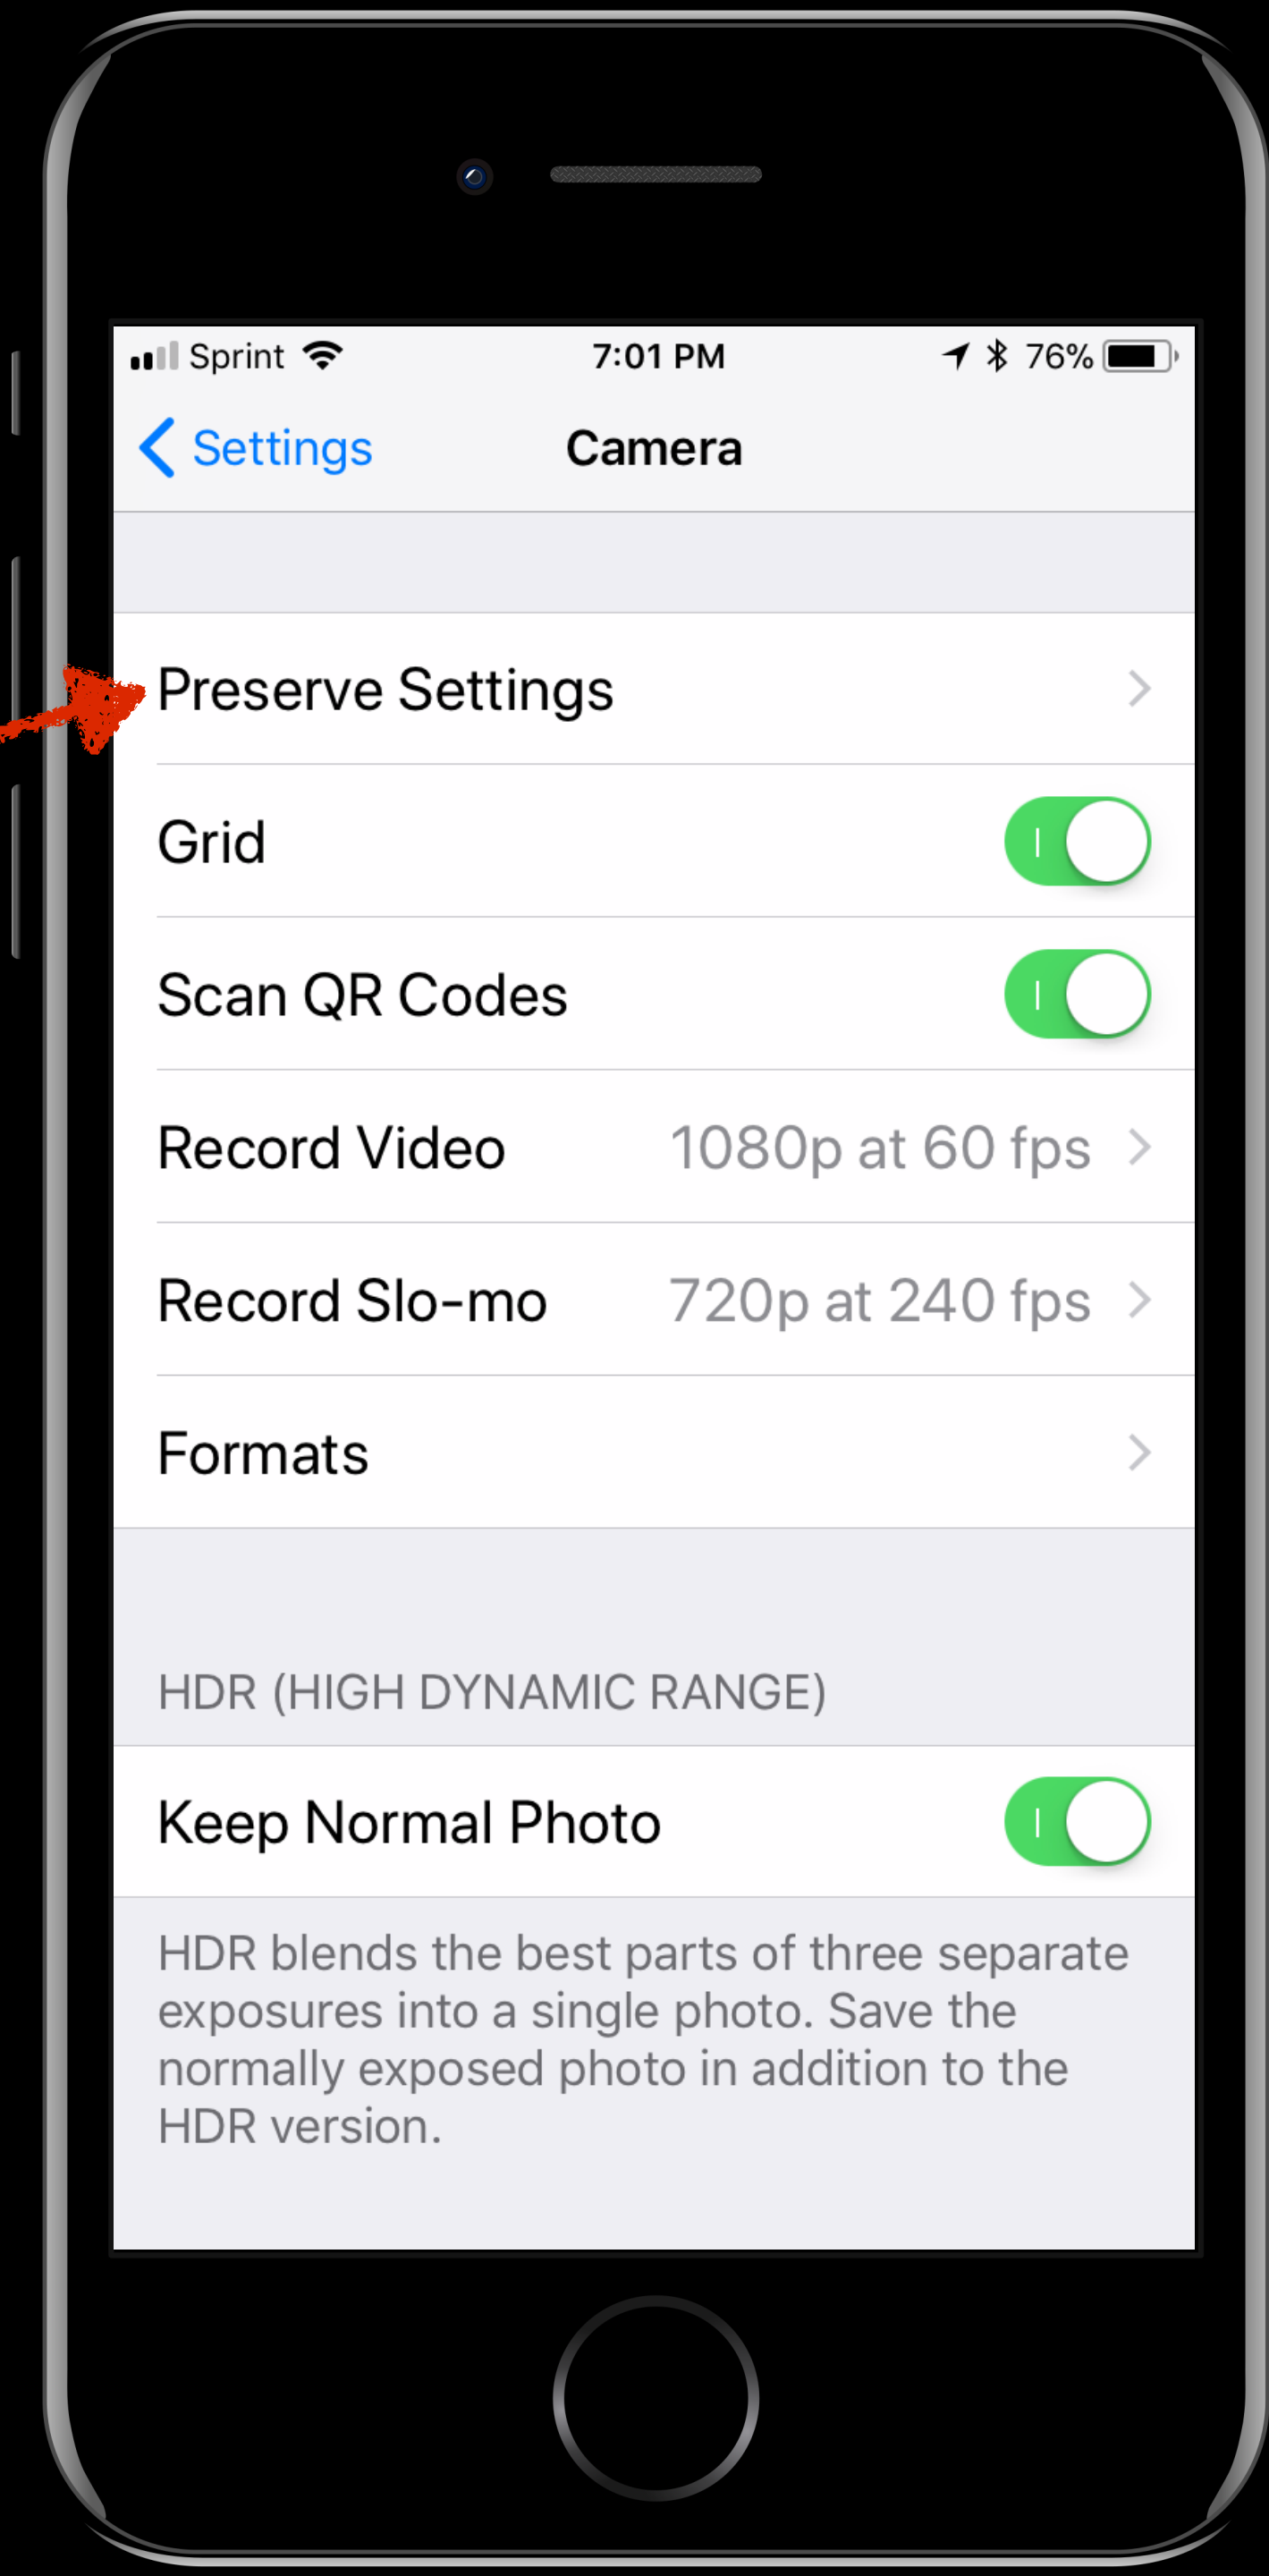 Sprint 7:01 PM 76%
Settings Camera
Preserve Settings
Grid
Scan QR Codes
Record Video 1080p at 60 fps
Record Slo-mo 720p at 240 fps
Formats
HDR (HIGH DYNAMIC RANGE)
Keep Normal Photo
HDR blends the best parts of three separate
exposures into a single photo. Save the
normally exposed photo in addition to the
HDR version.